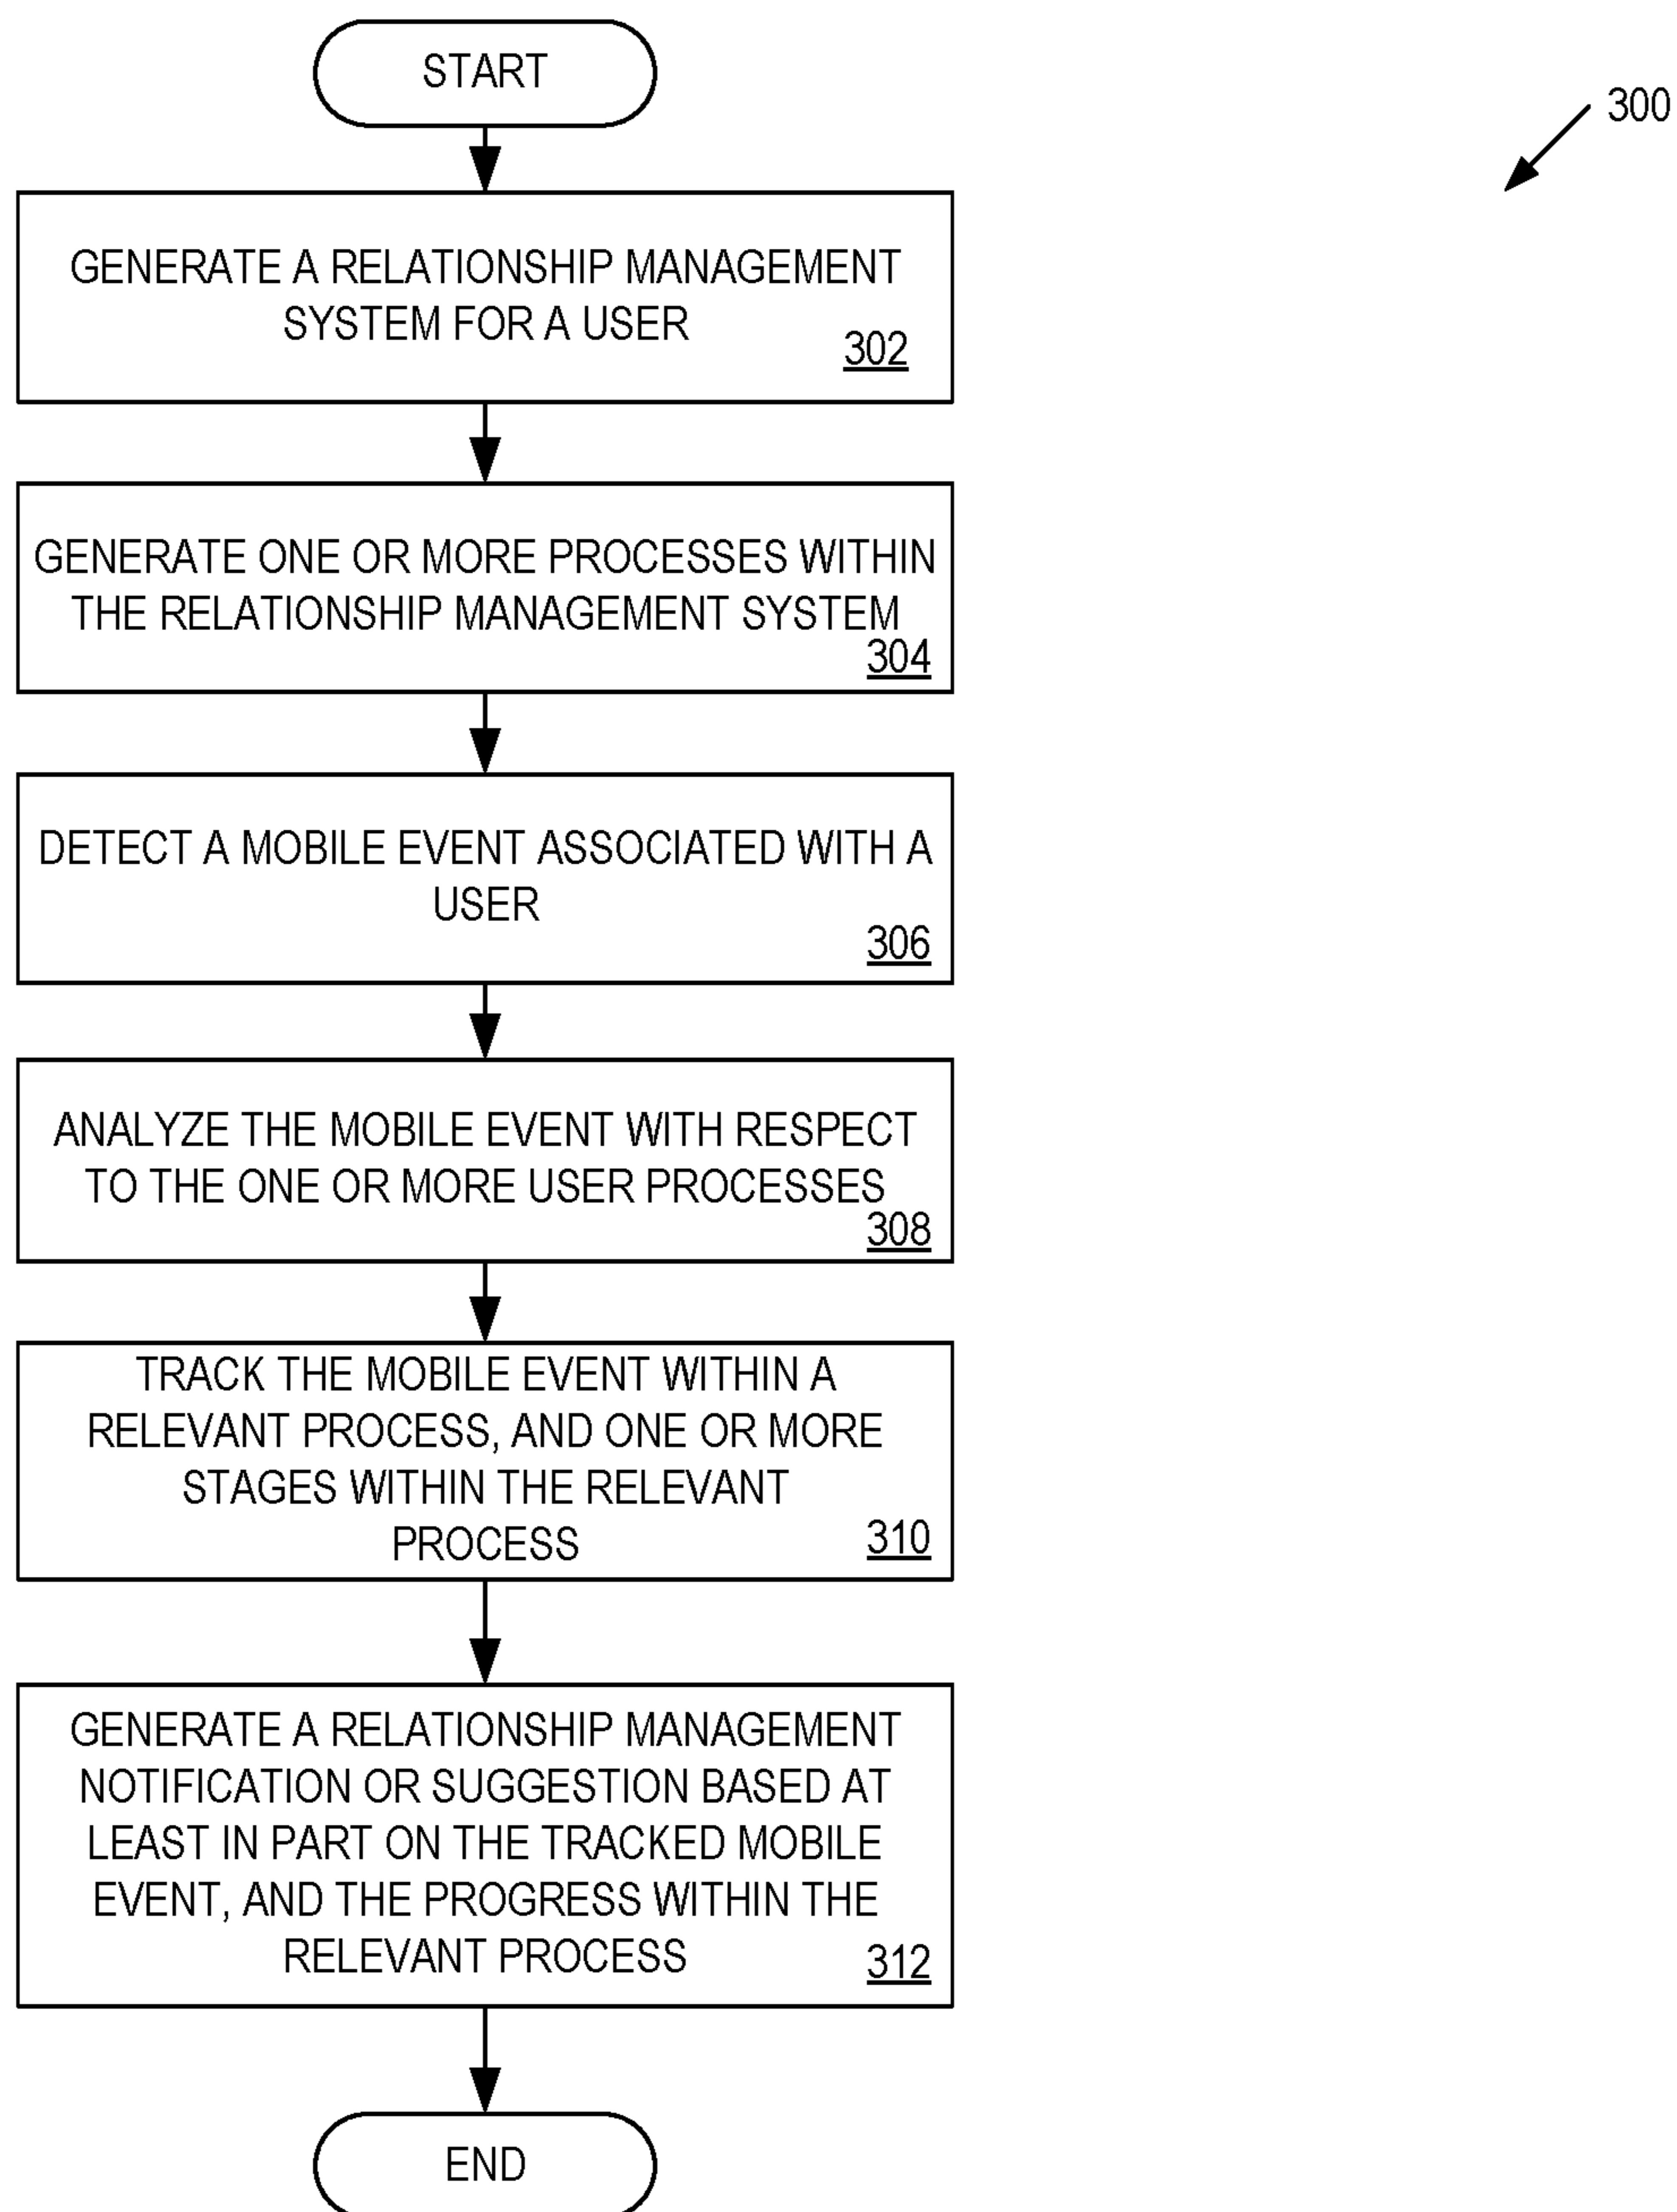 START
300
GENERATE A RELATIONSHIP MANAGEMENT
SYSTEM FOR A USER
302
GENERATE ONE OR MORE PROCESSES WITHIN
THE RELATIONSHIP MANAGEMENT SYSTEM
304
DETECT A MOBILE EVENT ASSOCIATED WITH A
USER
306
ANALYZE THE MOBILE EVENT WITH RESPECT
TO THE ONE OR MORE USER PROCESSES
308
TRACK THE MOBILE EVENT WITHIN A
RELEVANT PROCESS, AND ONE OR MORE
STAGES WITHIN THE RELEVANT
PROCESS
310
GENERATE A RELATIONSHIP MANAGEMENT
NOTIFICATION OR SUGGESTION BASED AT
LEAST IN PART ON THE TRACKED MOBILE
EVENT, AND THE PROGRESS WITHIN THE
RELEVANT PROCESS
312
END